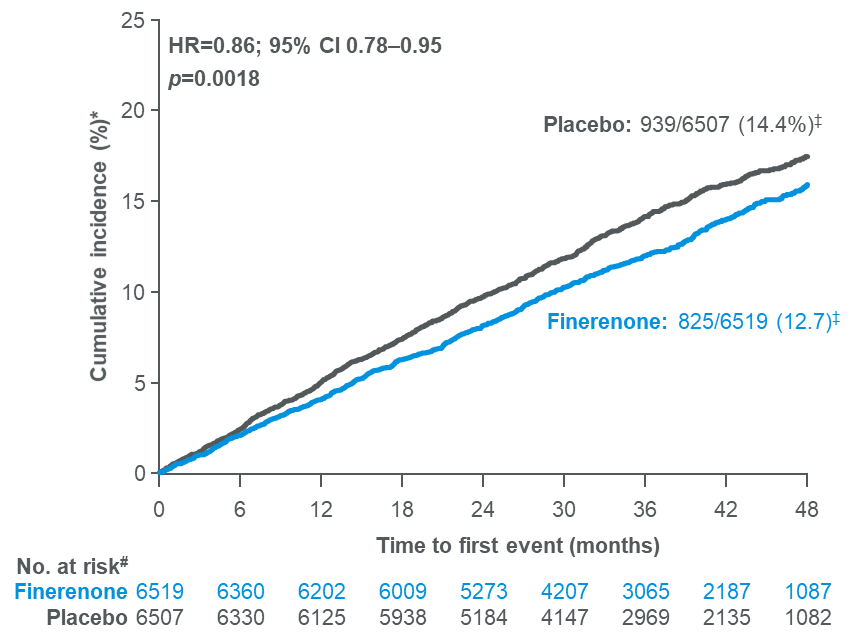 25
HR=0.86; 95% CI 0.78–0.95
p=0.0018
20
Placebo: 939/6507 (14.4%)‡
15
10
Finerenone: 825/6519 (12.7)‡
5
0
Cumulative incidence (%)*
0 6 12 18 24 30 36 42 48
Time to first event (months)
No. at risk#
Finerenone 6519 6360 6202 6009 5273 4207 3065 2187 1087
Placebo 6507 6330 6125 5938 5184 4147 2969 2135 1082